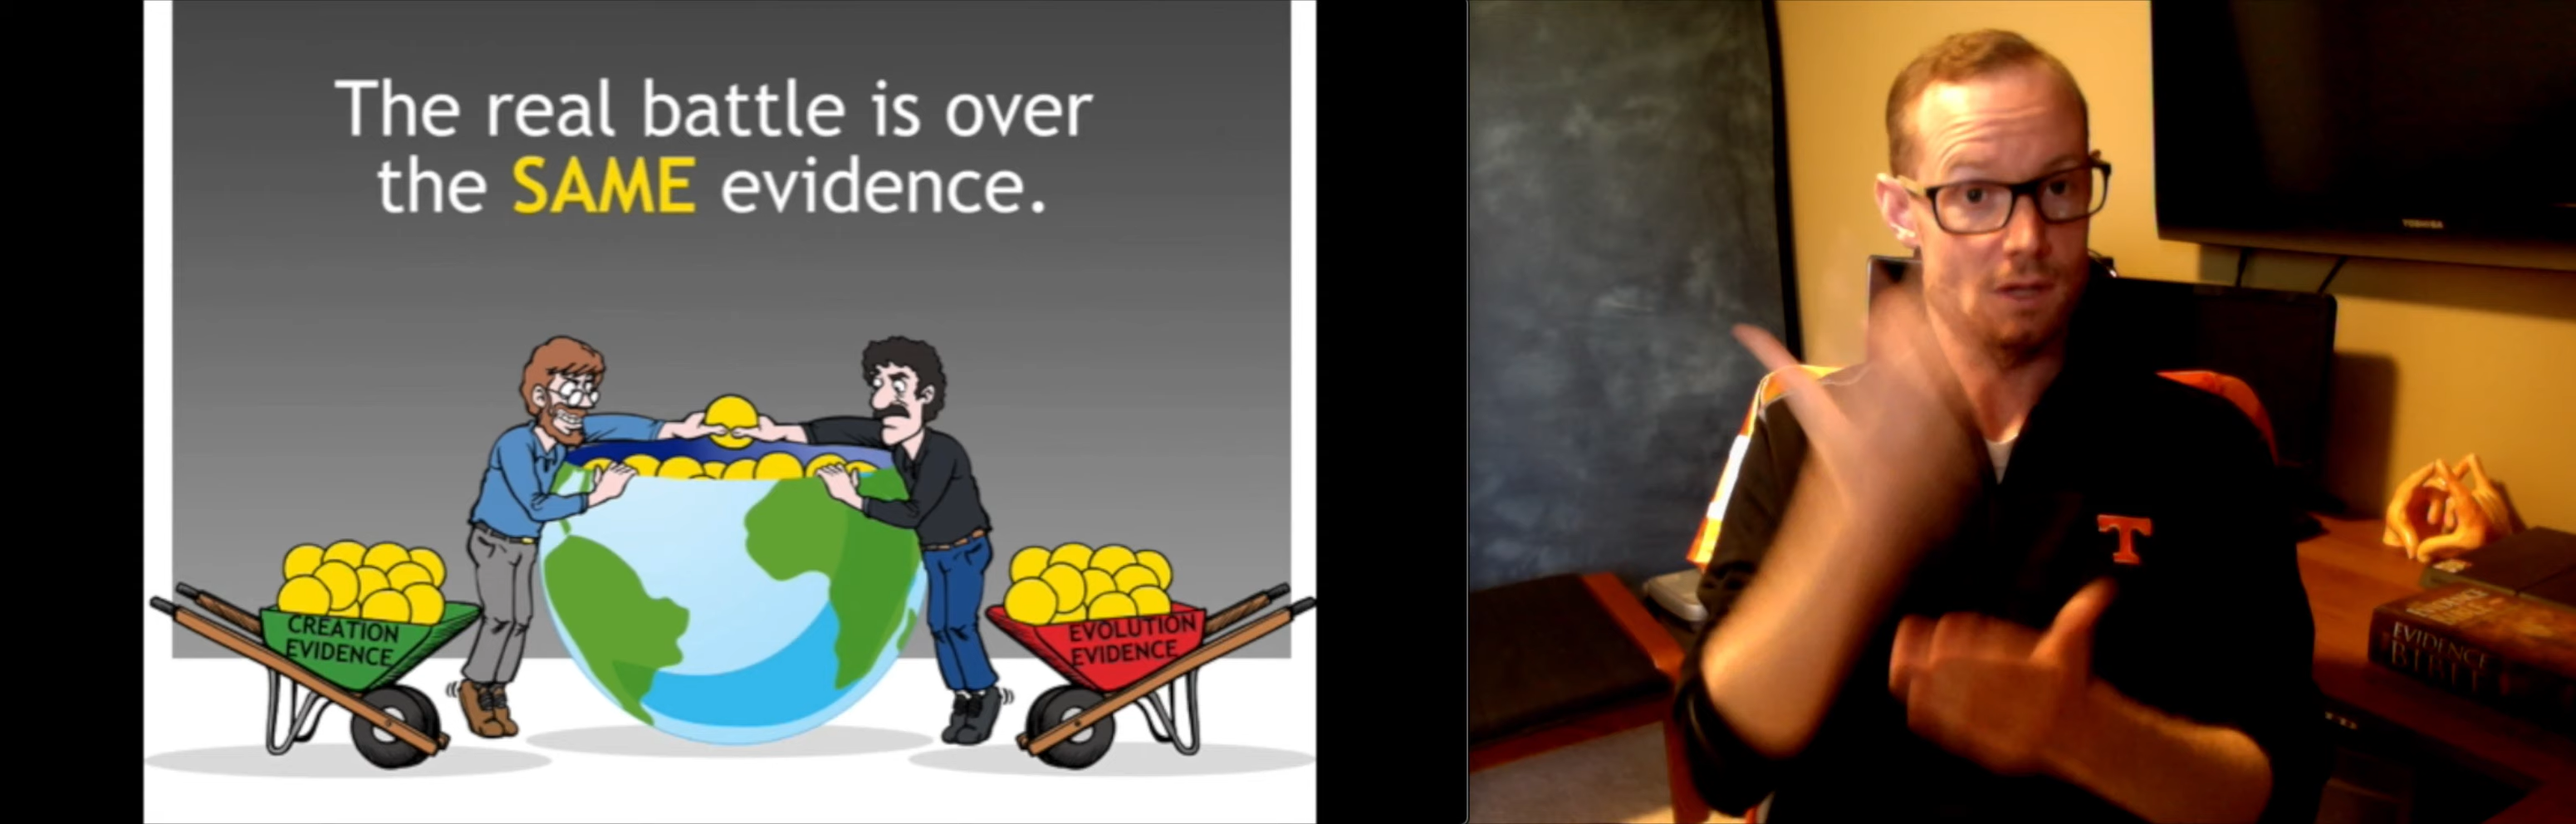 The real battle is over
the SAME evidence.
CREATION
EVIDENCE
EVOLUTION
EVIDENCE
TOSHIBA
T
EVIDENCE
BIBLE